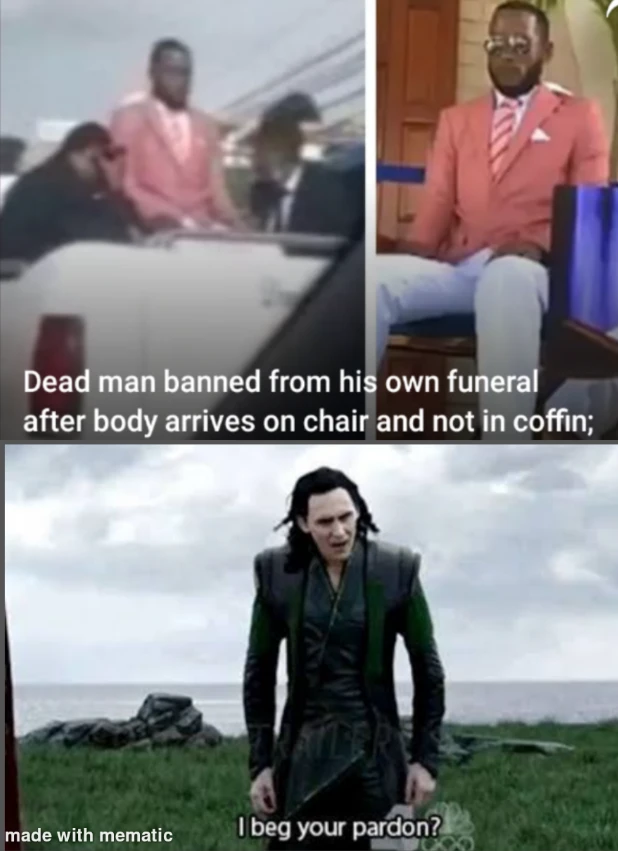 Dead man banned from his own funeral
after body arrives on chair and not in coffin;
TRAILERS
I beg your pardon?
made with mematic